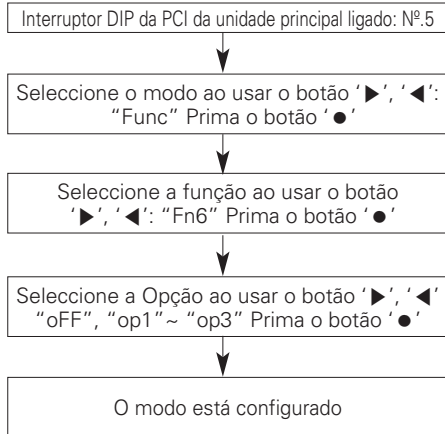 Interruptor DIP da PCI da unidade principal ligado: Nº.5
Seleccione o modo ao usar o botão ‘▶’, ‘◀’:
“Func” Prima o botão ‘●’
Seleccione a função ao usar o botão
‘▶’, ‘◀’: “Fn6” Prima o botão ‘●’
Seleccione a Opção ao usar o botão ‘▶’, ‘◀’
“oFF”, “op1”~ “op3” Prima o botão ‘●’
O modo está configurado